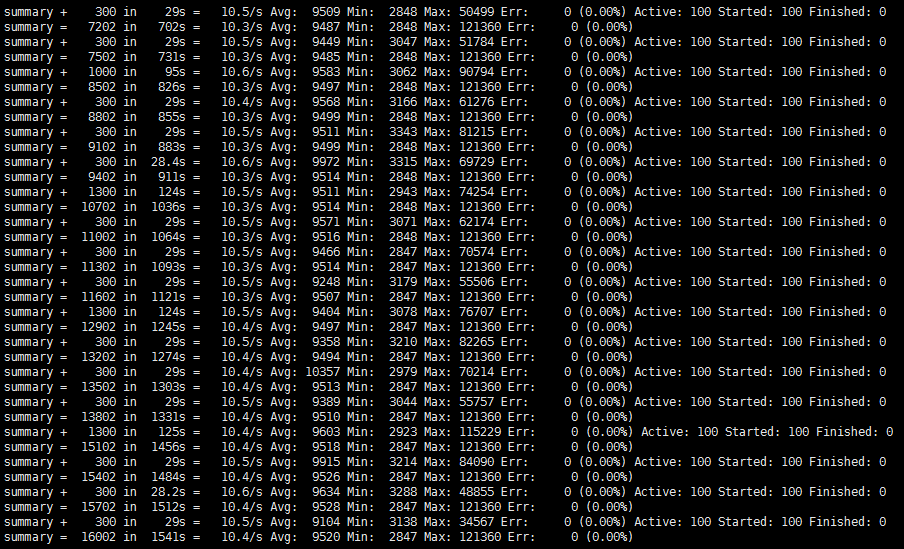 summary +    300 in    29s =   10.5/s Avg:  9509 Min:  2848 Max: 50499 Err:     0 (0.00%) Active: 100 Started: 100 Finished: 0
summary =   7202 in   702s =   10.3/s Avg:  9487 Min:  2848 Max: 121360 Err:     0 (0.00%)
summary +    300 in    29s =   10.5/s Avg:  9449 Min:  3047 Max: 51784 Err:     0 (0.00%) Active: 100 Started: 100 Finished: 0
summary =   7502 in   731s =   10.3/s Avg:  9485 Min:  2848 Max: 121360 Err:     0 (0.00%)
summary +   1000 in    95s =   10.6/s Avg:  9583 Min:  3062 Max: 90794 Err:     0 (0.00%) Active: 100 Started: 100 Finished: 0
summary =   8502 in   826s =   10.3/s Avg:  9497 Min:  2848 Max: 121360 Err:     0 (0.00%)
summary +    300 in    29s =   10.4/s Avg:  9568 Min:  3166 Max: 61276 Err:     0 (0.00%) Active: 100 Started: 100 Finished: 0
summary =   8802 in   855s =   10.3/s Avg:  9499 Min:  2848 Max: 121360 Err:     0 (0.00%)
summary +    300 in    29s =   10.5/s Avg:  9511 Min:  3343 Max: 81215 Err:     0 (0.00%) Active: 100 Started: 100 Finished: 0
summary =   9102 in   883s =   10.3/s Avg:  9499 Min:  2848 Max: 121360 Err:     0 (0.00%)
summary +    300 in   28.4s =   10.6/s Avg:  9972 Min:  3315 Max: 69729 Err:     0 (0.00%) Active: 100 Started: 100 Finished: 0
summary =   9402 in   911s =   10.3/s Avg:  9514 Min:  2848 Max: 121360 Err:     0 (0.00%)
summary +   1300 in   124s =   10.5/s Avg:  9511 Min:  2943 Max: 74254 Err:     0 (0.00%) Active: 100 Started: 100 Finished: 0
summary =  10702 in  1036s =   10.3/s Avg:  9514 Min:  2848 Max: 121360 Err:     0 (0.00%)
summary +    300 in    29s =   10.5/s Avg:  9571 Min:  3071 Max: 62174 Err:     0 (0.00%) Active: 100 Started: 100 Finished: 0
summary =  11002 in  1064s =   10.3/s Avg:  9516 Min:  2848 Max: 121360 Err:     0 (0.00%)
summary +    300 in    29s =   10.5/s Avg:  9466 Min:  2847 Max: 70574 Err:     0 (0.00%) Active: 100 Started: 100 Finished: 0
summary =  11302 in  1093s =   10.3/s Avg:  9514 Min:  2847 Max: 121360 Err:     0 (0.00%)
summary +    300 in    29s =   10.5/s Avg:  9248 Min:  3179 Max: 55506 Err:     0 (0.00%) Active: 100 Started: 100 Finished: 0
summary =  11602 in  1121s =   10.3/s Avg:  9507 Min:  2847 Max: 121360 Err:     0 (0.00%)
summary +   1300 in   124s =   10.5/s Avg:  9404 Min:  3078 Max: 76707 Err:     0 (0.00%) Active: 100 Started: 100 Finished: 0
summary =  12902 in  1245s =   10.4/s Avg:  9497 Min:  2847 Max: 121360 Err:     0 (0.00%)
summary +    300 in    29s =   10.5/s Avg:  9358 Min:  3210 Max: 82265 Err:     0 (0.00%) Active: 100 Started: 100 Finished: 0
summary =  13202 in  1274s =   10.4/s Avg:  9494 Min:  2847 Max: 121360 Err:     0 (0.00%)
summary +    300 in    29s =   10.4/s Avg: 10357 Min:  2979 Max: 70214 Err:     0 (0.00%) Active: 100 Started: 100 Finished: 0
summary =  13502 in  1303s =   10.4/s Avg:  9513 Min:  2847 Max: 121360 Err:     0 (0.00%)
summary +    300 in    29s =   10.5/s Avg:  9389 Min:  3044 Max: 55757 Err:     0 (0.00%) Active: 100 Started: 100 Finished: 0
summary =  13802 in  1331s =   10.4/s Avg:  9510 Min:  2847 Max: 121360 Err:     0 (0.00%)
summary +   1300 in   125s =   10.4/s Avg:  9603 Min:  2923 Max: 115229 Err:     0 (0.00%) Active: 100 Started: 100 Finished: 0
summary =  15102 in  1456s =   10.4/s Avg:  9518 Min:  2847 Max: 121360 Err:     0 (0.00%)
summary +    300 in    29s =   10.5/s Avg:  9915 Min:  3214 Max: 84090 Err:     0 (0.00%) Active: 100 Started: 100 Finished: 0
summary =  15402 in  1484s =   10.4/s Avg:  9526 Min:  2847 Max: 121360 Err:     0 (0.00%)
summary +    300 in   28.2s =   10.6/s Avg:  9634 Min:  3288 Max: 48855 Err:     0 (0.00%) Active: 100 Started: 100 Finished: 0
summary =  15702 in  1512s =   10.4/s Avg:  9528 Min:  2847 Max: 121360 Err:     0 (0.00%)
summary +    300 in    29s =   10.5/s Avg:  9104 Min:  3138 Max: 34567 Err:     0 (0.00%) Active: 100 Started: 100 Finished: 0
summary =  16002 in  1541s =   10.4/s Avg:  9520 Min:  2847 Max: 121360 Err:     0 (0.00%)